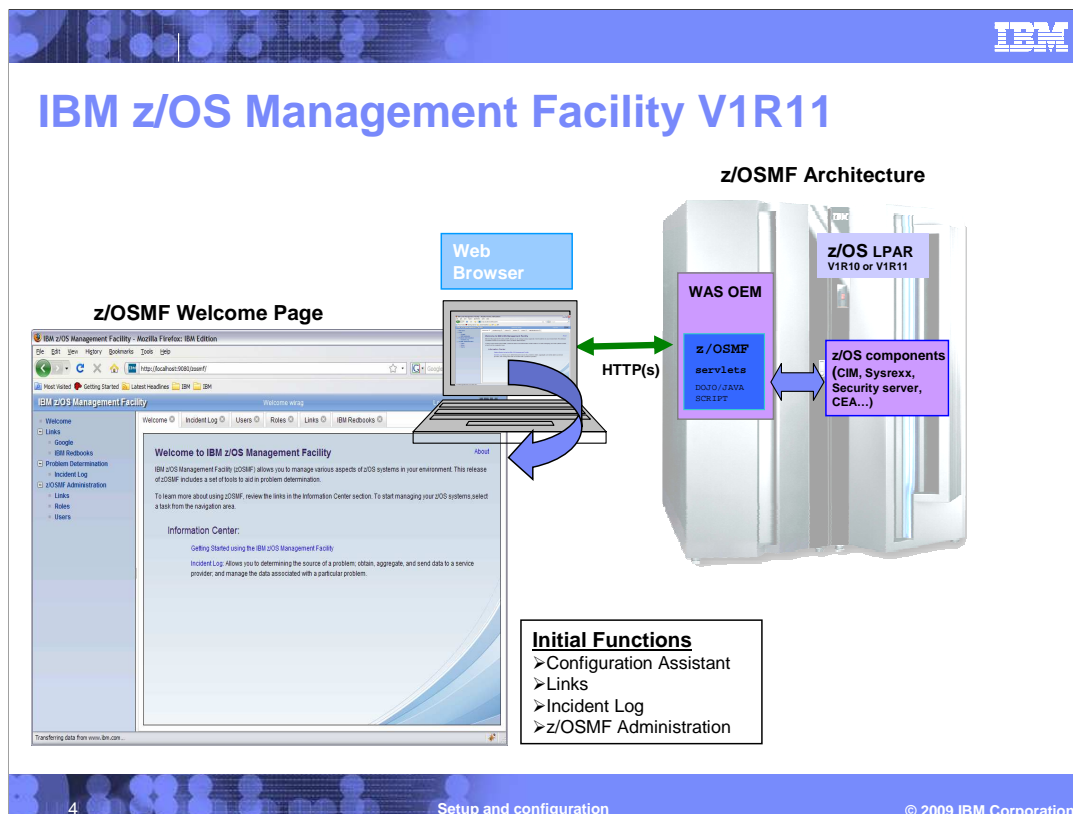 IBM
IBM z/OS Management Facility V1R11
z/OSMF Architecture
IBM
z/OS LPAR
V1R10 or V1R11
Web
Browser
WAS OEM
z/OSMF
servlets
DOJO/JAVA
SCRIPT
z/OS components
(CIM, Sysrexx,
Security server,
CEA…)
HTTP(s)
z/OSMF Welcome Page
IBM z/OS Management Facility - Mozilla Firefox: IBM Edition
File Edit View History Bookmarks Tools Help
http://localhost:9080/zosmf/
Most Visited Getting Started Latest Headlines IBM IBM
IBM z/OS Management Facility
Welcome wirag
Welcome
Links
Google
IBM Redbooks
Problem Determination
Incident Log
z/OSMF Administration
Links
Roles
Users
Welcome Incident Log Users Roles Links IBM Redbooks
Welcome to IBM z/OS Management Facility
About
IBM z/OS Management Facility (z/OSMF) allows you to manage various aspects of z/OS systems in your environment. This release
of z/OSMF includes a set of tools to aid in problem determination.
To learn more about using z/OSMF, review the links in the Information Center section. To start managing your z/OS systems,select
a task from the navigation area.
Information Center:
Getting Started using the IBM z/OS Management Facility
Incident Log: Allows you to determining the source of a problem; obtain, aggregate, and send data to a service
provider; and manage the data associated with a particular problem.
Transferring data from www.ibm.com...
Initial Functions
➢Configuration Assistant
➢Links
➢Incident Log
➢z/OSMF Administration
4
Setup and configuration
© 2009 IBM Corporation